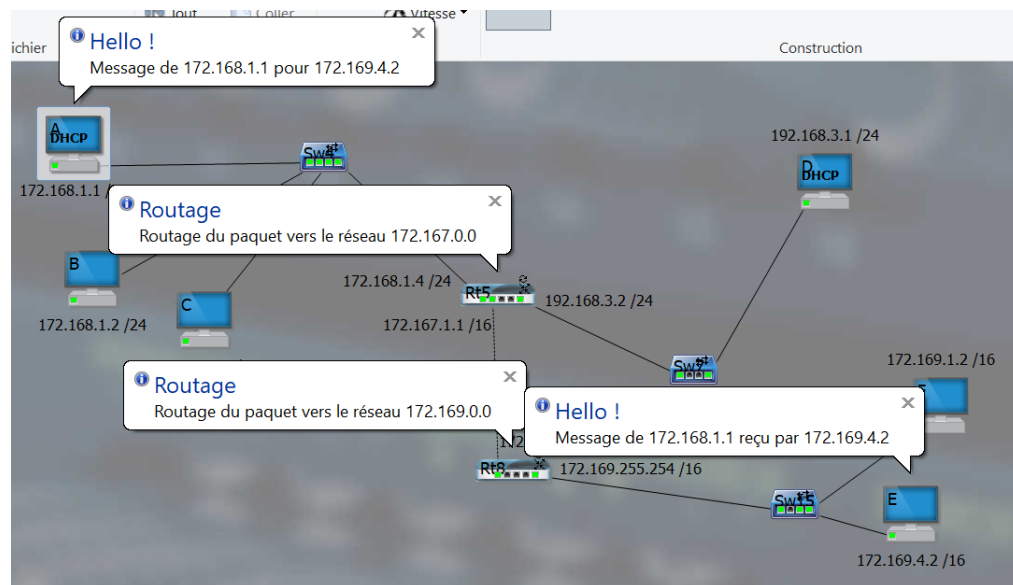 Tout
Coller
Vitesse
ichier
Construction
Hello !
Message de 172.168.1.1 pour 172.169.4.2
A
DHCP
Sw4
192.168.3.1 /24
D
DHCP
172.168.1.1 /
Routage
Routage du paquet vers le réseau 172.167.0.0
B
172.168.1.4 /24
Rt5
192.168.3.2 /24
C
172.168.1.2 /24
172.167.1.1 /16
172.169.1.2 /16
Routage
Routage du paquet vers le réseau 172.169.0.0
Hello !
Message de 172.168.1.1 reçu par 172.169.4.2
172
Rt8
172.169.255.254 /16
Sw15
E
172.169.4.2 /16